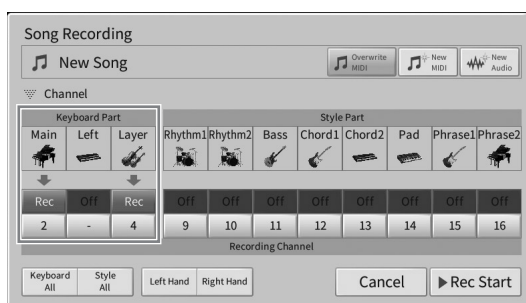 Song Recording
New Song
Overwrite MIDI
New MIDI
New Audio
Channel
Keyboard Part Style Part
Main Left Layer Rhythm1 Rhythm2 Bass Chord1 Chord2 Pad Phrase1 Phrase2
Rec Off Rec Off Off Off Off Off Off Off Off
2 - 4 9 10 11 12 13 14 15 16
Recording Channel
Keyboard All
Style All
Left Hand Right Hand Cancel Rec Start